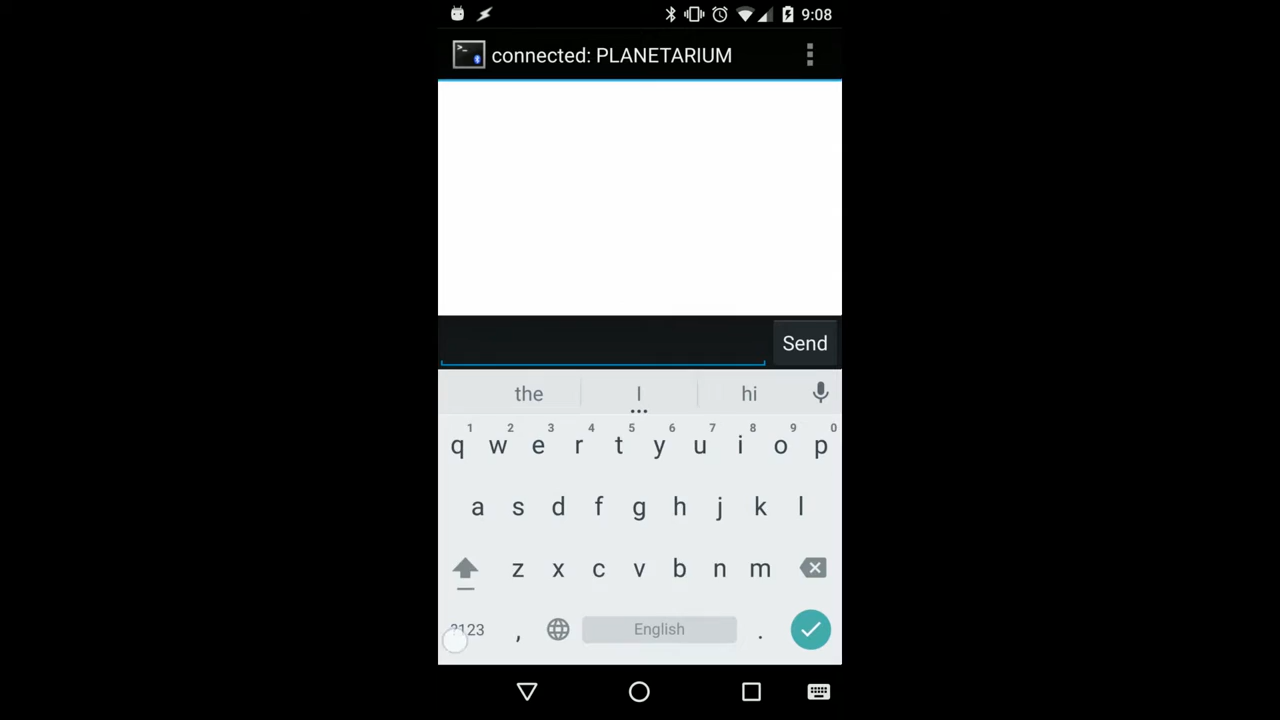 9:08
connected: PLANETARIUM
Send
the I hi
1 2 3 4 5 6 7 8 9 0
q w e r t y u i o p
a s d f g h j k l
z x c v b n m
?123 , English .